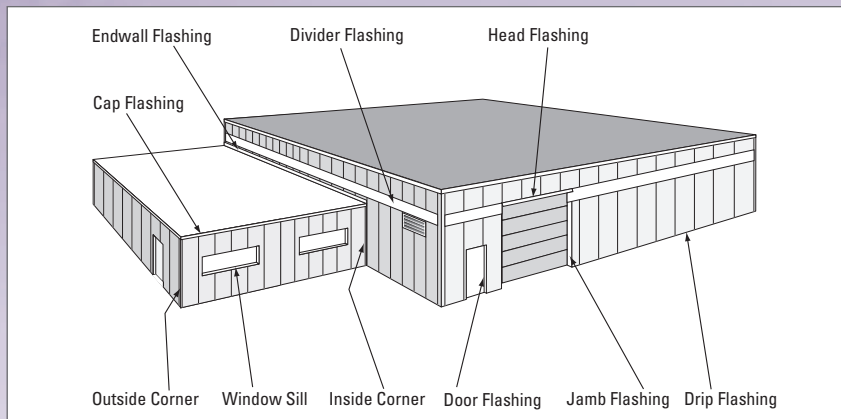 Endwall Flashing
Divider Flashing
Head Flashing
Cap Flashing
Outside Corner
Window Sill
Inside Corner
Door Flashing
Jamb Flashing
Drip Flashing